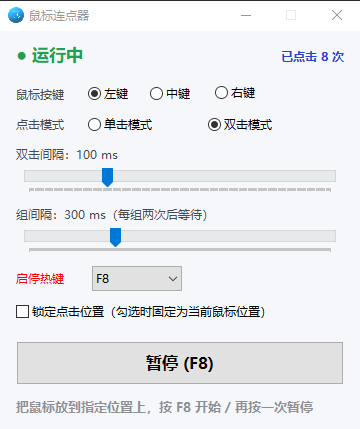 鼠标连点器
● 运行中
已点击 8 次
鼠标按键 左键 中键 右键
点击模式 单击模式 双击模式
双击间隔：100 ms
组间隔：300 ms（每组两次后等待）
启停热键 F8
锁定点击位置（勾选时固定为当前鼠标位置）
暂停 (F8)
把鼠标放到指定位置上，按 F8 开始 / 再按一次暂停